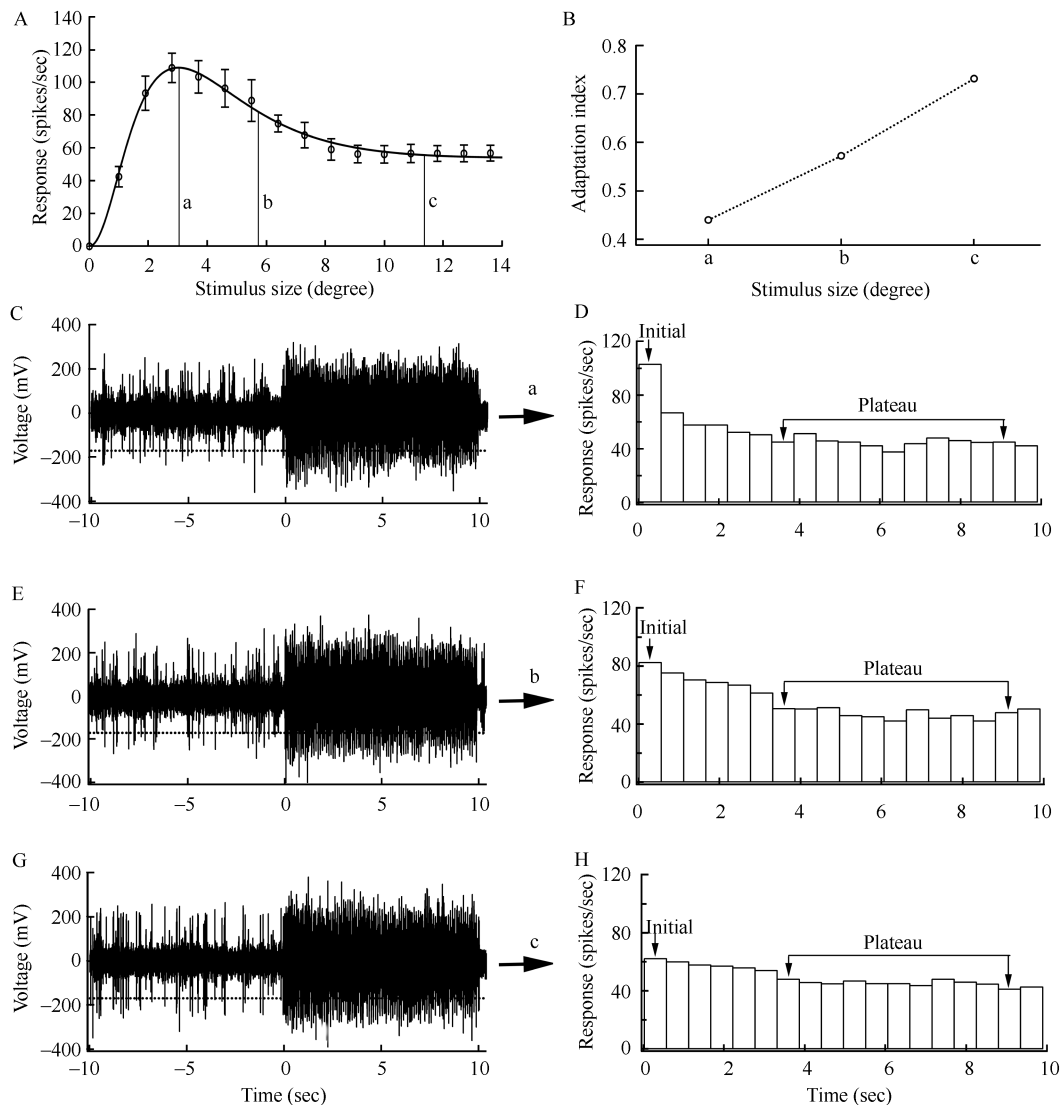 A
Response (spikes/sec)
140
120
100
80
60
40
20
0
a
b
c
0 2 4 6 8 10 12 14
Stimulus size (degree)
B
Adaptation index
0.8
0.7
0.6
0.5
0.4
a b c
Stimulus size (degree)
C
Voltage (mV)
400
200
0
−200
−400
−10 −5 0 5 10
a
D
Response (spikes/sec)
120
80
40
0
Initial
Plateau
0 2 4 6 8 10
E
Voltage (mV)
400
200
0
−200
−400
−10 −5 0 5 10
b
F
Response (spikes/sec)
120
80
40
0
Initial
Plateau
0 2 4 6 8 10
G
Voltage (mV)
400
200
0
−200
−400
−10 −5 0 5 10
Time (sec)
c
H
Response (spikes/sec)
120
80
40
0
Initial
Plateau
0 2 4 6 8 10
Time (sec)